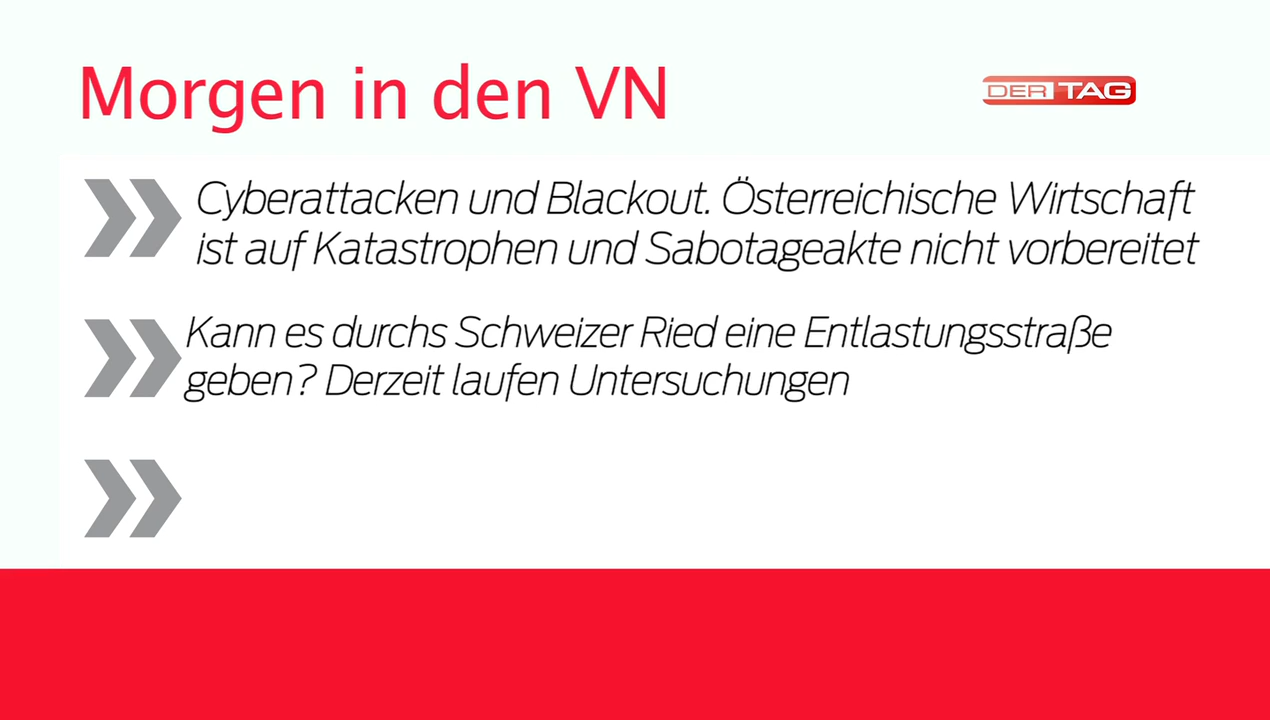 Morgen in den VN
DER TAG
Cyberattacken und Blackout. Österreichische Wirtschaft
ist auf Katastrophen und Sabotageakte nicht vorbereitet
Kann es durchs Schweizer Ried eine Entlastungsstraße
geben? Derzeit laufen Untersuchungen